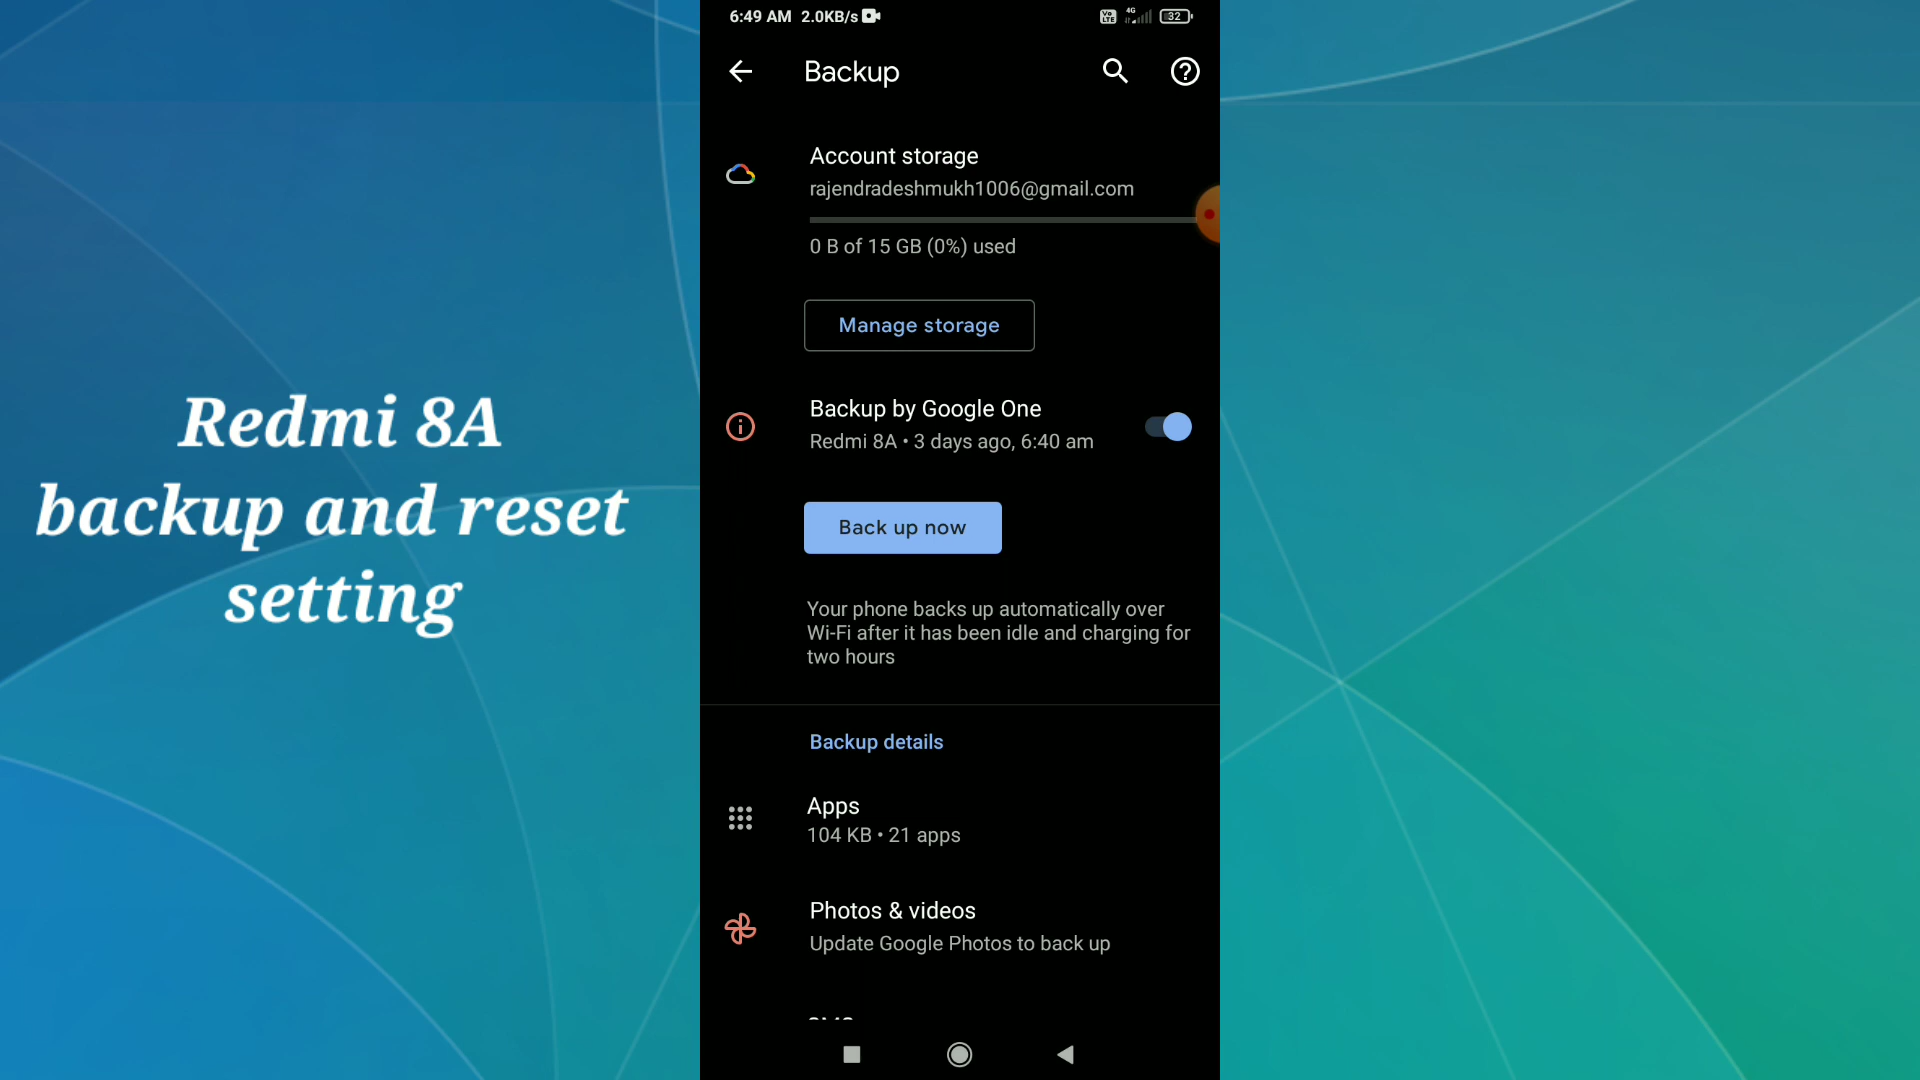 6:49 AM 2.0KB/s
Vo LTE 4G 32
Backup
Account storage
rajendradeshmukh1006@gmail.com
0 B of 15 GB (0%) used
Manage storage
Backup by Google One
Redmi 8A • 3 days ago, 6:40 am
Back up now
Your phone backs up automatically over
Wi-Fi after it has been idle and charging for
two hours
Backup details
Apps
104 KB • 21 apps
Photos & videos
Update Google Photos to back up
Redmi 8A
backup and reset
setting